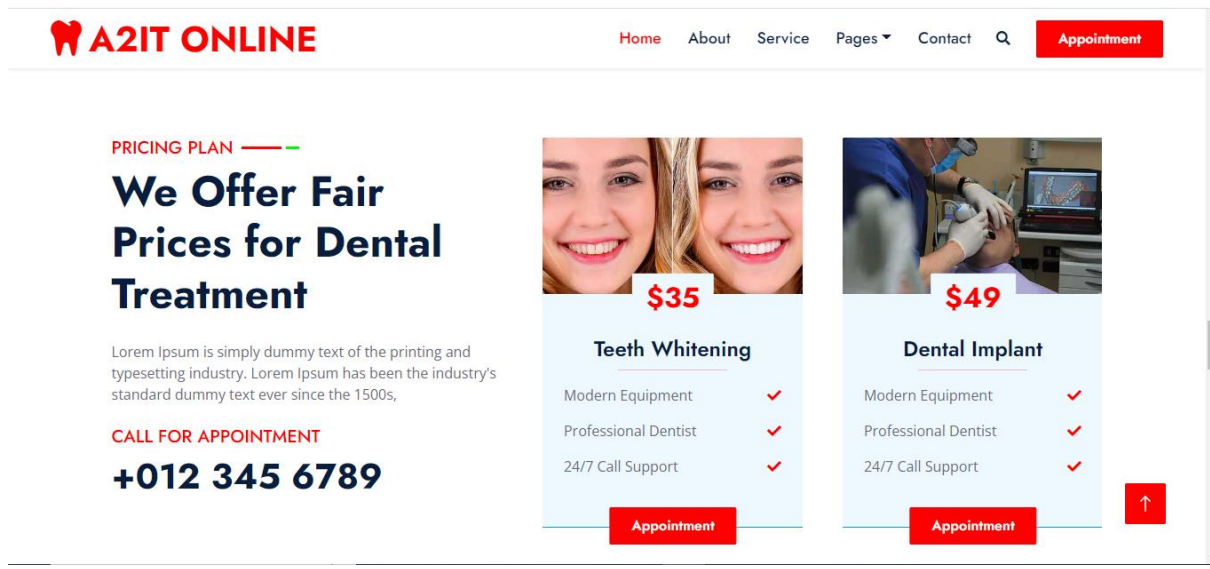 A2IT ONLINE
Home About Service Pages Contact Appointment
PRICING PLAN
We Offer Fair
Prices for Dental
Treatment
Lorem Ipsum is simply dummy text of the printing and
typesetting industry. Lorem Ipsum has been the industry's
standard dummy text ever since the 1500s,
CALL FOR APPOINTMENT
+012 345 6789
$35
Teeth Whitening
Modern Equipment
Professional Dentist
24/7 Call Support
Appointment
$49
Dental Implant
Modern Equipment
Professional Dentist
24/7 Call Support
Appointment